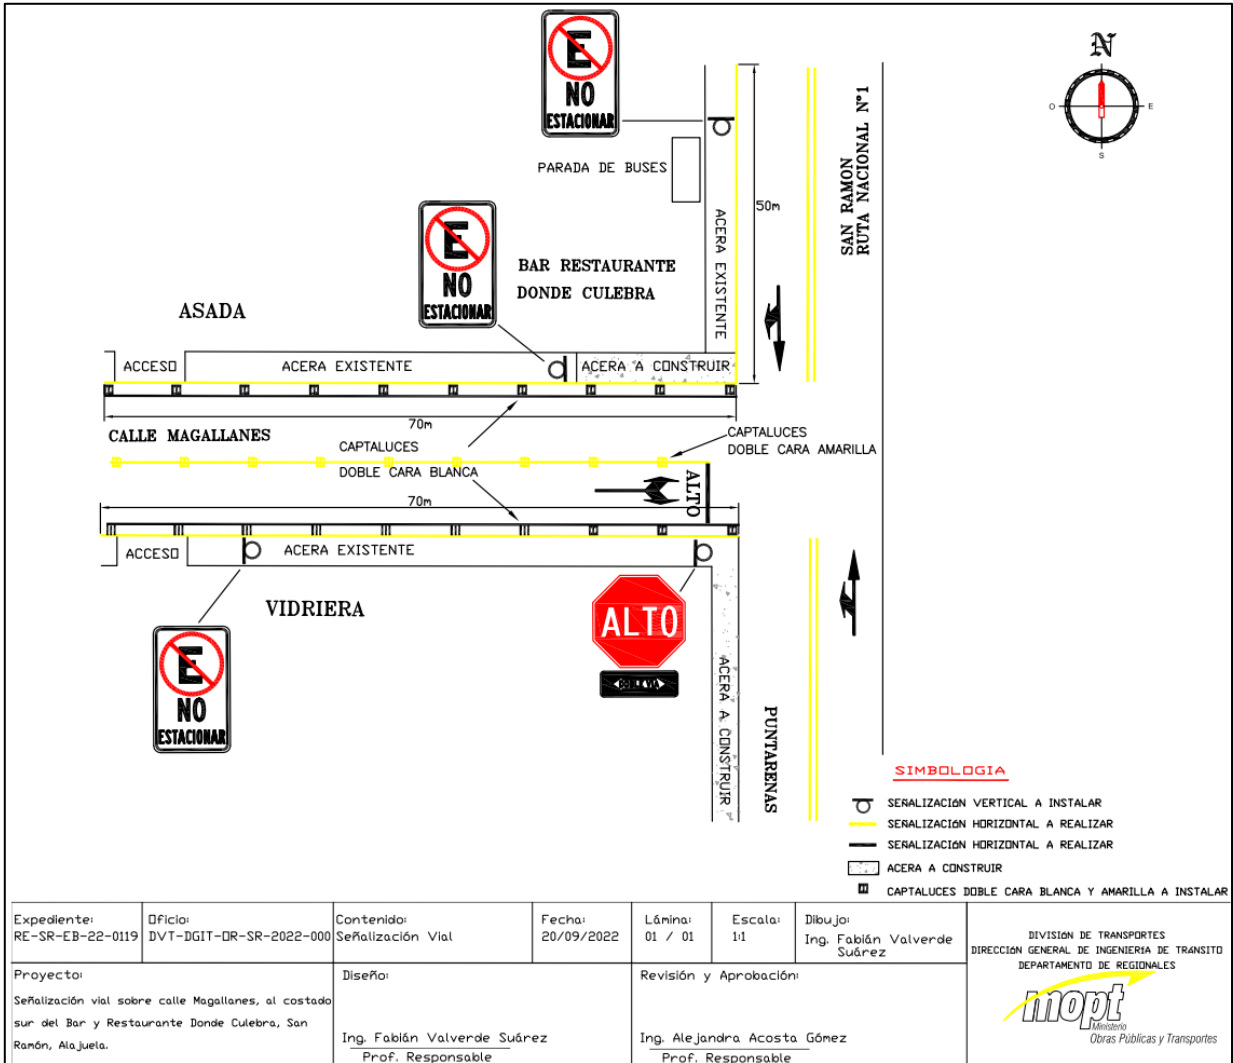 E
NO
ESTACIONAR
N
O
E
S
SAN RAMON
RUTA NACIONAL N°1
PARADA DE BUSES
50m
ACERA EXISTENTE
E
NO
ESTACIONAR
BAR RESTAURANTE
DONDE CULEBRA
ASADA
ACCESO
ACERA EXISTENTE
ACERA A CONSTRUIR
70m
CALLE MAGALLANES
CAPTALUCES
DOBLE CARA BLANCA
CAPTALUCES
DOBLE CARA AMARILLA
ALTO
70m
ACCESO
ACERA EXISTENTE
VIDRIERA
E
NO
ESTACIONAR
ALTO
DOBLE VIA
ACERA A CONSTRUIR
PUNTARENAS
SIMBOLOGIA
SEÑALIZACIÓN VERTICAL A INSTALAR
SEÑALIZACIÓN HORIZONTAL A REALIZAR
SEÑALIZACIÓN HORIZONTAL A REALIZAR
ACERA A CONSTRUIR
CAPTALUCES DOBLE CARA BLANCA Y AMARILLA A INSTALAR
Expediente:
RE-SR-EB-22-0119
Oficio:
DVT-DGIT-OR-SR-2022-000
Contenido:
Señalización Vial
Fecha:
20/09/2022
Lámina:
01 / 01
Escala:
1:1
Dibujo:
Ing. Fabián Valverde
Suárez
Proyecto:
Señalización vial sobre calle Magallanes, al costado
sur del Bar y Restaurante Donde Culebra, San
Ramón, Alajuela.
Diseño:
Ing. Fabián Valverde Suárez
Prof. Responsable
Revisión y Aprobación:
Ing. Alejandra Acosta Gómez
Prof. Responsable
DIVISIÓN DE TRANSPORTES
DIRECCIÓN GENERAL DE INGENIERÍA DE TRANSITO
DEPARTAMENTO DE REGIONALES
mopt
Ministerio
Obras Públicas y Transportes